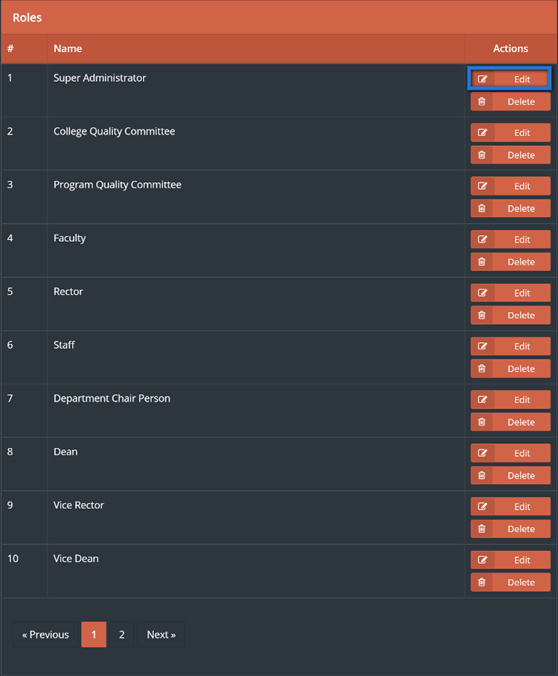 Roles
# Name Actions
1 Super Administrator Edit
Delete
2 College Quality Committee Edit
Delete
3 Program Quality Committee Edit
Delete
4 Faculty Edit
Delete
5 Rector Edit
Delete
6 Staff Edit
Delete
7 Department Chair Person Edit
Delete
8 Dean Edit
Delete
9 Vice Rector Edit
Delete
10 Vice Dean Edit
Delete
« Previous 1 2 Next »